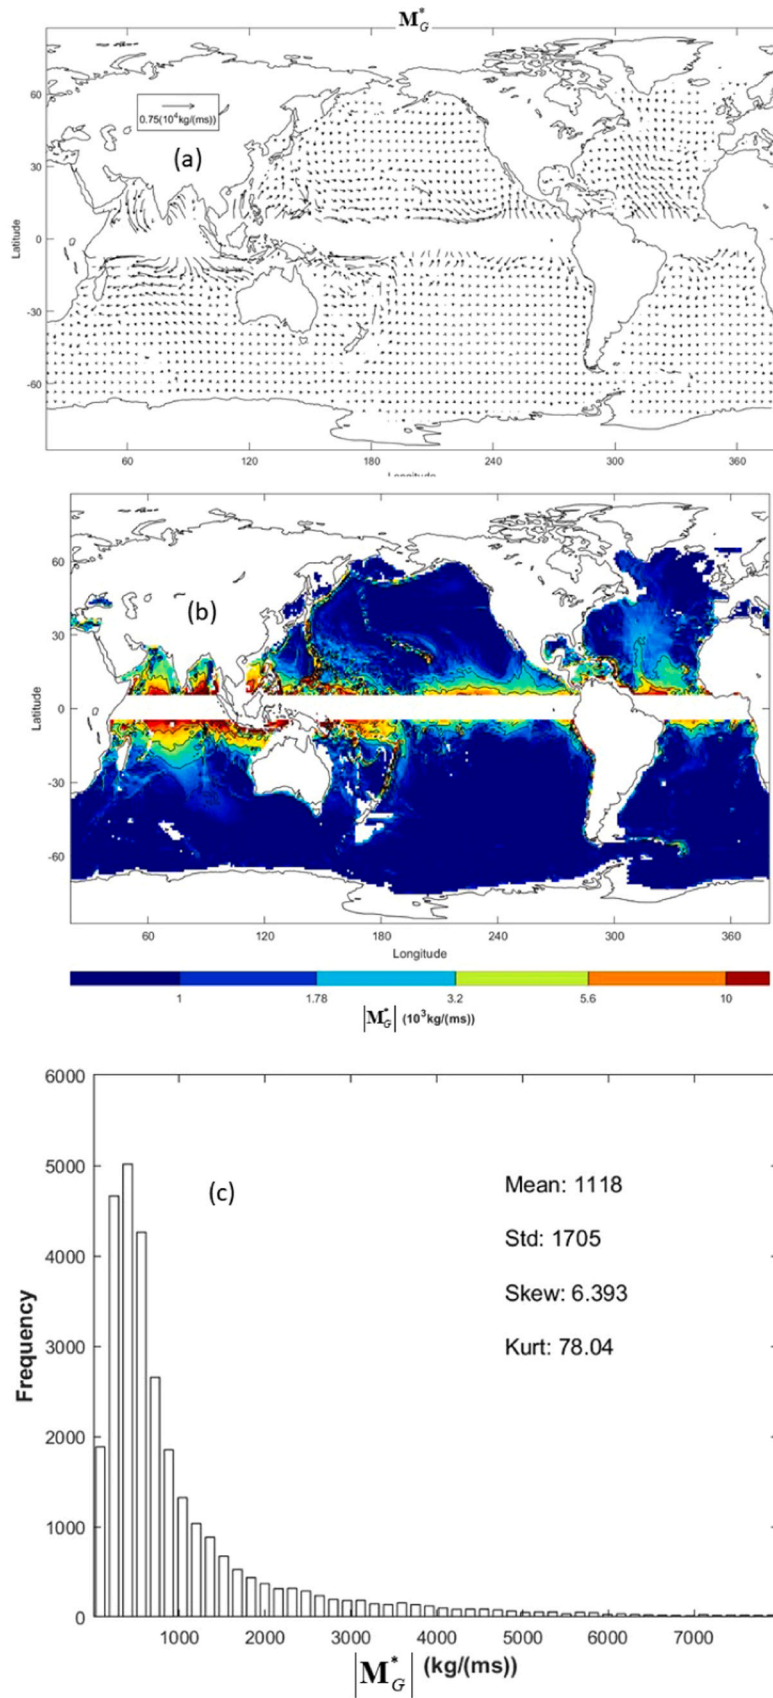 M*G
60
0.75(10⁴kg/(ms))
(a)
30
Latitude
0
-30
-60
60 120 180 240 300 360
(b)
60
30
Latitude
0
-30
-60
60 120 180 240 300 360
Longitude
1 1.78 3.2 5.6 10
|M*G| (10³kg/(ms))
6000
5000
(c)
Mean: 1118
Std: 1705
4000
Skew: 6.393
Kurt: 78.04
Frequency
3000
2000
1000
0
1000 2000 3000 4000 5000 6000 7000
|M*G| (kg/(ms))